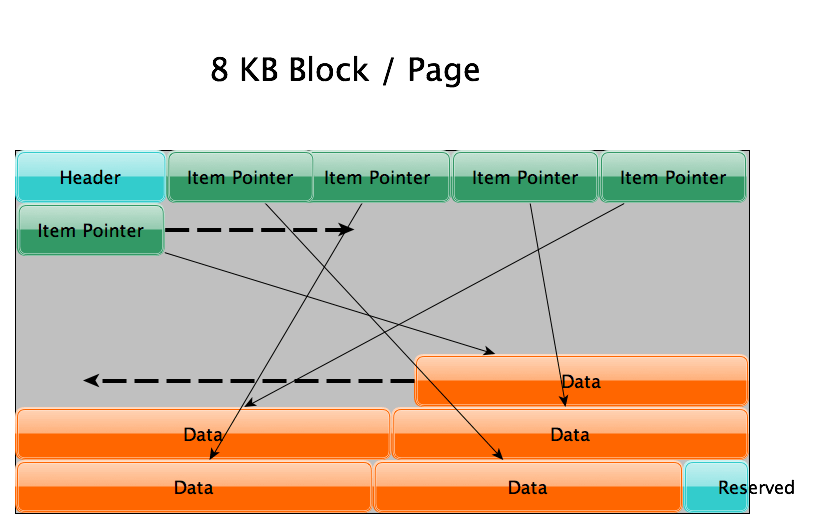 8 KB Block / Page
Header Item Pointer Item Pointer Item Pointer Item Pointer
Item Pointer
Data
Data Data
Data Data Reserved